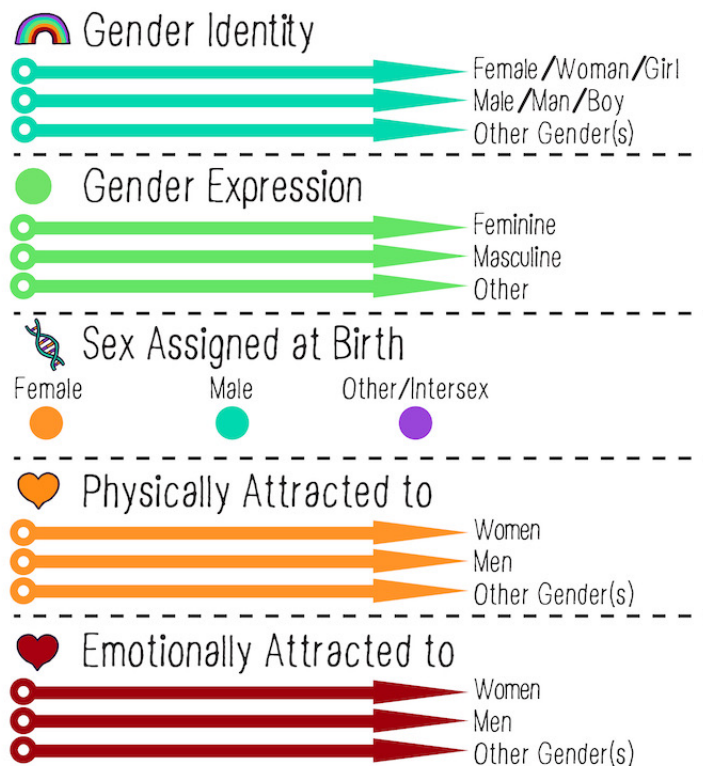 Gender Identity
Female/Woman/Girl
Male/Man/Boy
Other Gender(s)
Gender Expression
Feminine
Masculine
Other
Sex Assigned at Birth
Female Male Other/Intersex
Physically Attracted to
Women
Men
Other Gender(s)
Emotionally Attracted to
Women
Men
Other Gender(s)